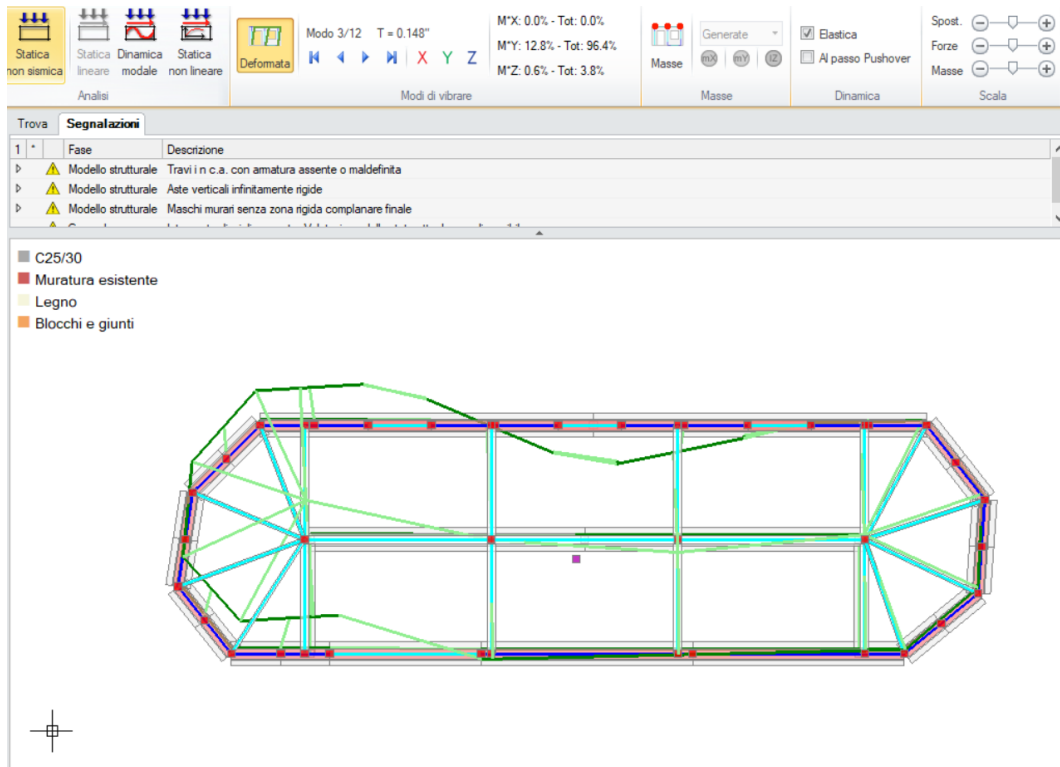 Statica non sismica
Statica lineare
Dinamica modale
Statica non lineare
Analisi
Deformata
Modo 3/12 T = 0.148"
X Y Z
M*X: 0.0% - Tot: 0.0%
M*Y: 12.8% - Tot: 96.4%
M*Z: 0.6% - Tot: 3.8%
Modi di vibrare
Masse
Generate
mX mY IZ
Masse
Elastica
Al passo Pushover
Dinamica
Spost.
Forze
Masse
Scala
Trova Segnalazioni
1 * Fase Descrizione
Modello strutturale Travi i n c.a. con armatura assente o maldefinita
Modello strutturale Aste verticali infinitamente rigide
Modello strutturale Maschi murari senza zona rigida complanare finale
C25/30
Muratura esistente
Legno
Blocchi e giunti